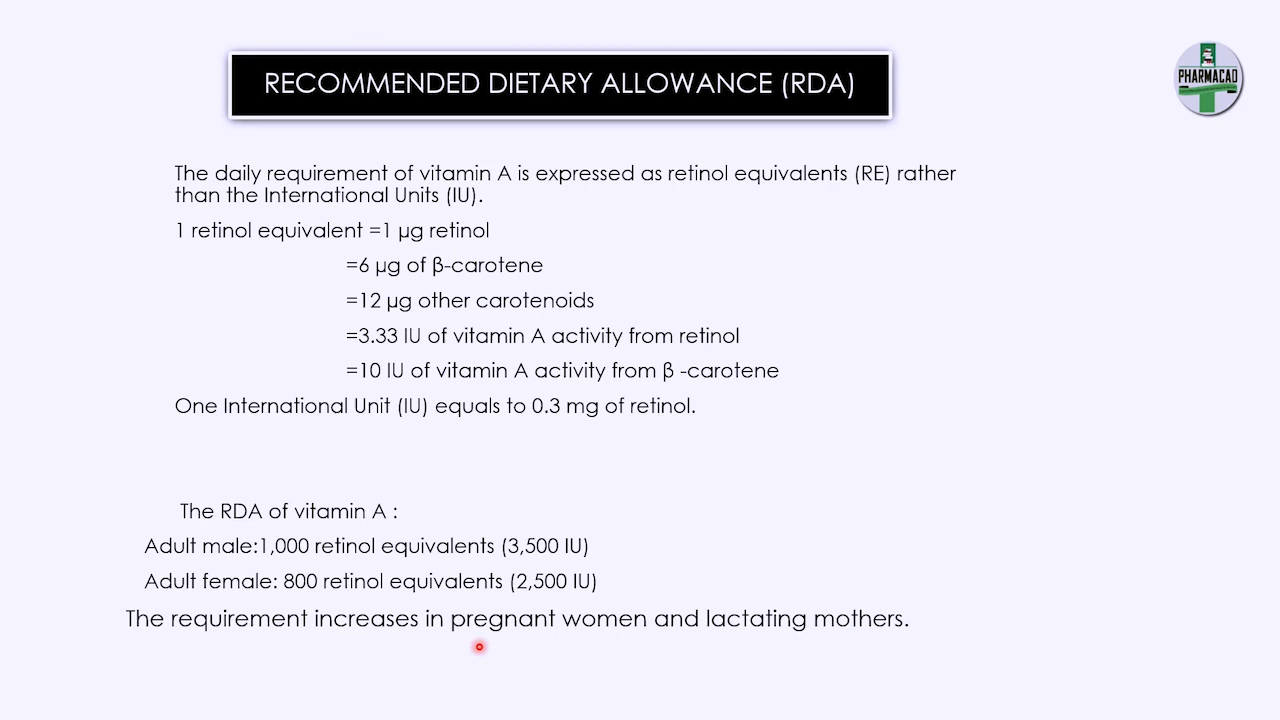 RECOMMENDED DIETARY ALLOWANCE (RDA)
PHARMACAD
The daily requirement of vitamin A is expressed as retinol equivalents (RE) rather
than the International Units (IU).
1 retinol equivalent =1 µg retinol
=6 µg of β-carotene
=12 µg other carotenoids
=3.33 IU of vitamin A activity from retinol
=10 IU of vitamin A activity from β -carotene
One International Unit (IU) equals to 0.3 mg of retinol.
The RDA of vitamin A :
Adult male:1,000 retinol equivalents (3,500 IU)
Adult female: 800 retinol equivalents (2,500 IU)
The requirement increases in pregnant women and lactating mothers.